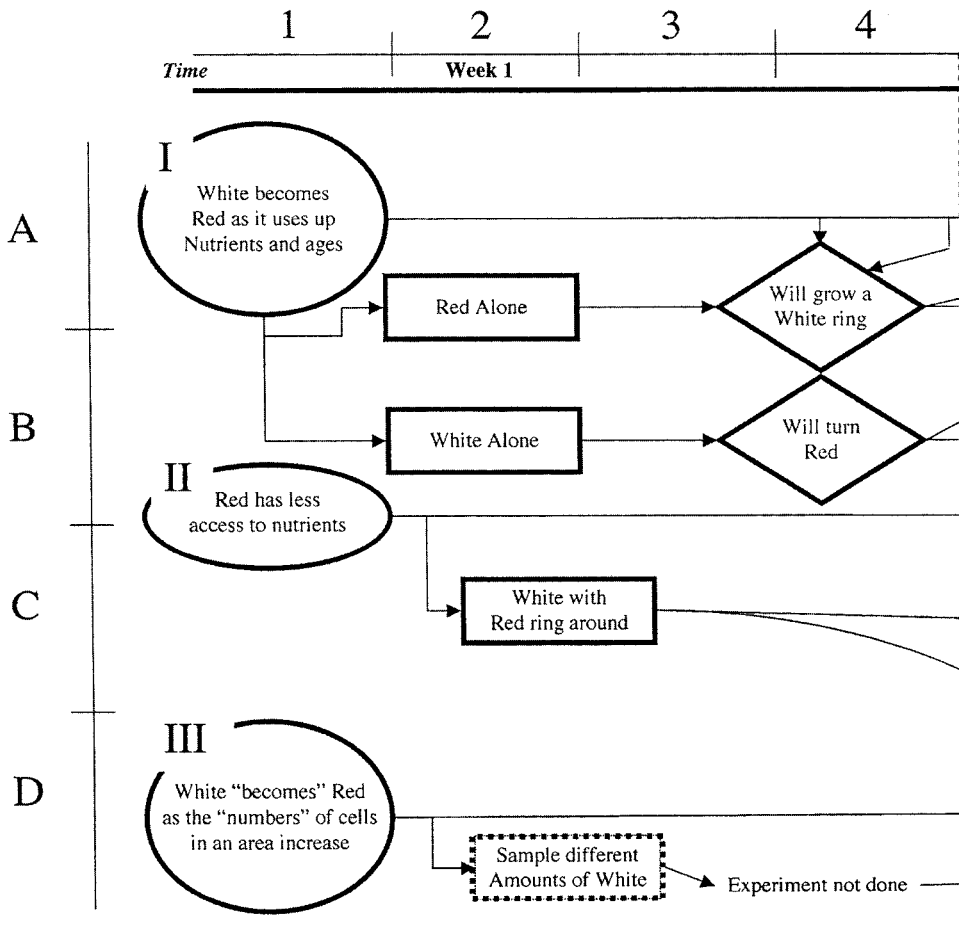 1 2 3 4
Time Week 1
I
White becomes
Red as it uses up
Nutrients and ages
A
Red Alone
Will grow a
White ring
B
White Alone
Will turn
Red
II
Red has less
access to nutrients
C
White with
Red ring around
III
White “becomes” Red
as the “numbers” of cells
in an area increase
D
Sample different
Amounts of White
Experiment not done